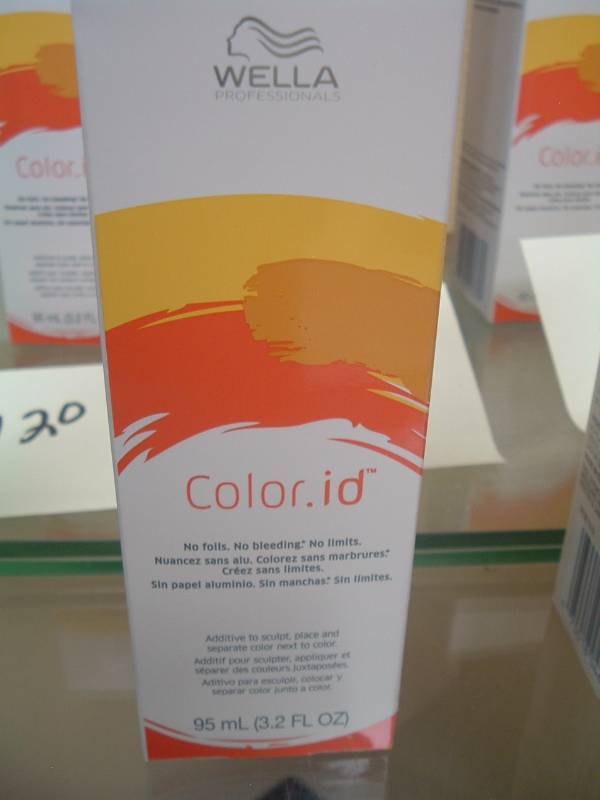 WELLA
PROFESSIONALS
Color.id™
No foils. No bleeding.* No limits.
Nuancez sans alu. Colorez sans marbrures.*
Créez sans limites.
Sin papel aluminio. Sin manchas.* Sin límites.
Additive to sculpt, place and
separate color next to color.
Additif pour sculpter, appliquer et
séparer des couleurs juxtaposées.
Aditivo para esculpir, colocar y
separar color junto a color.
95 mL (3.2 FL OZ)
Color.i
Color.i
20